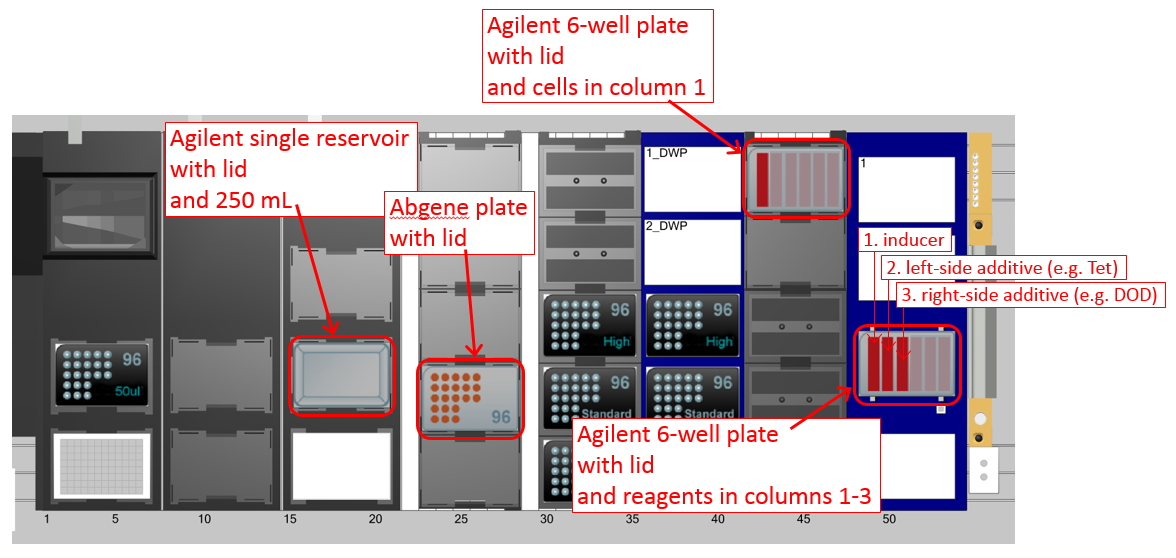 Agilent 6-well plate
with lid
and cells in column 1
Agilent single reservoir
with lid
and 250 mL
Abgene plate
with lid
1_DWP
2_DWP
1
1. inducer
2. left-side additive (e.g. Tet)
3. right-side additive (e.g. DOD)
96
High
96
High
96
50ul
96
96
Standard
96
Standard
Agilent 6-well plate
with lid
and reagents in columns 1-3
1 5 10 15 20 25 30 35 40 45 50